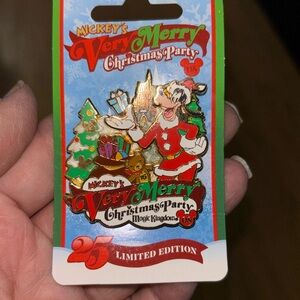 MICKEY'S
Very Merry
Christmas Party
MICKEY'S
Very Merry
Christmas Party
Magic Kingdom
25
LIMITED EDITION